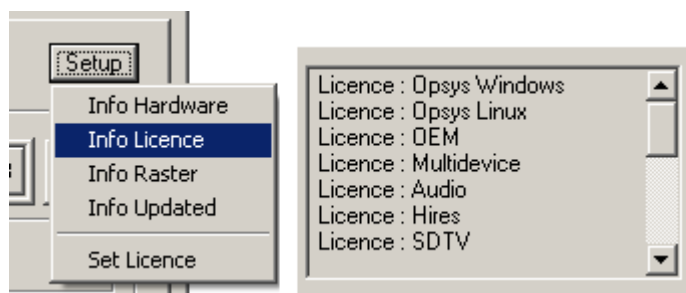 Setup
Info Hardware
Info Licence
Info Raster
Info Updated
Set Licence
Licence : Opsys Windows
Licence : Opsys Linux
Licence : OEM
Licence : Multidevice
Licence : Audio
Licence : Hires
Licence : SDTV